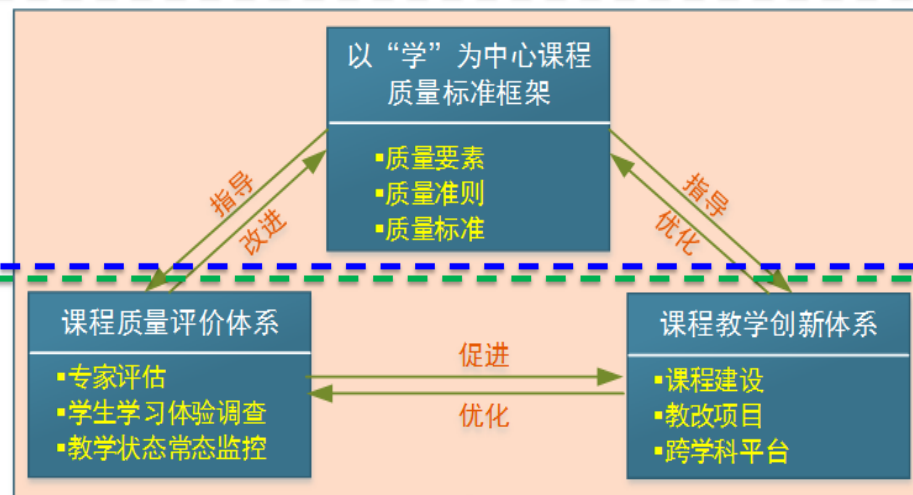 以“学”为中心课程
质量标准框架
▪质量要素
▪质量准则
▪质量标准
指导
改进
指导
优化
课程质量评价体系
▪专家评估
▪学生学习体验调查
▪教学状态常态监控
促进
优化
课程教学创新体系
▪课程建设
▪教改项目
▪跨学科平台